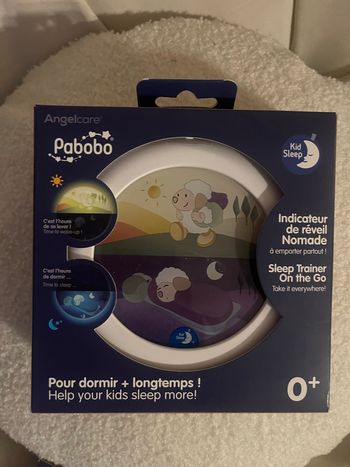 Angelcare®
Pabobo®
Kid
Sleep
C'est l'heure
de se lever !
Time to wake-up !
C'est l'heure
de dormir ...
Time to sleep ...
Indicateur
de réveil
Nomade
à emporter partout !
Sleep Trainer
On the Go
Take it everywhere!
Kid
Sleep
Pour dormir + longtemps !
Help your kids sleep more!
0+